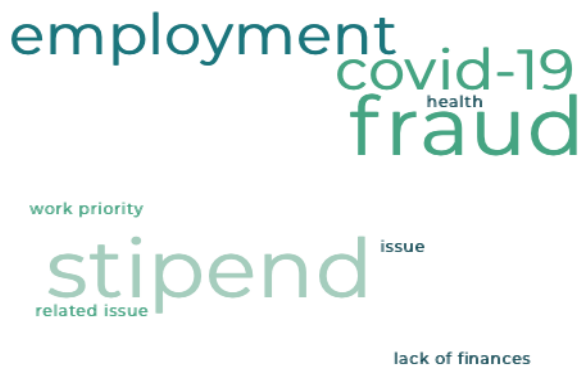 employment
covid-19
health
fraud
work priority
stipend
issue
related issue
lack of finances